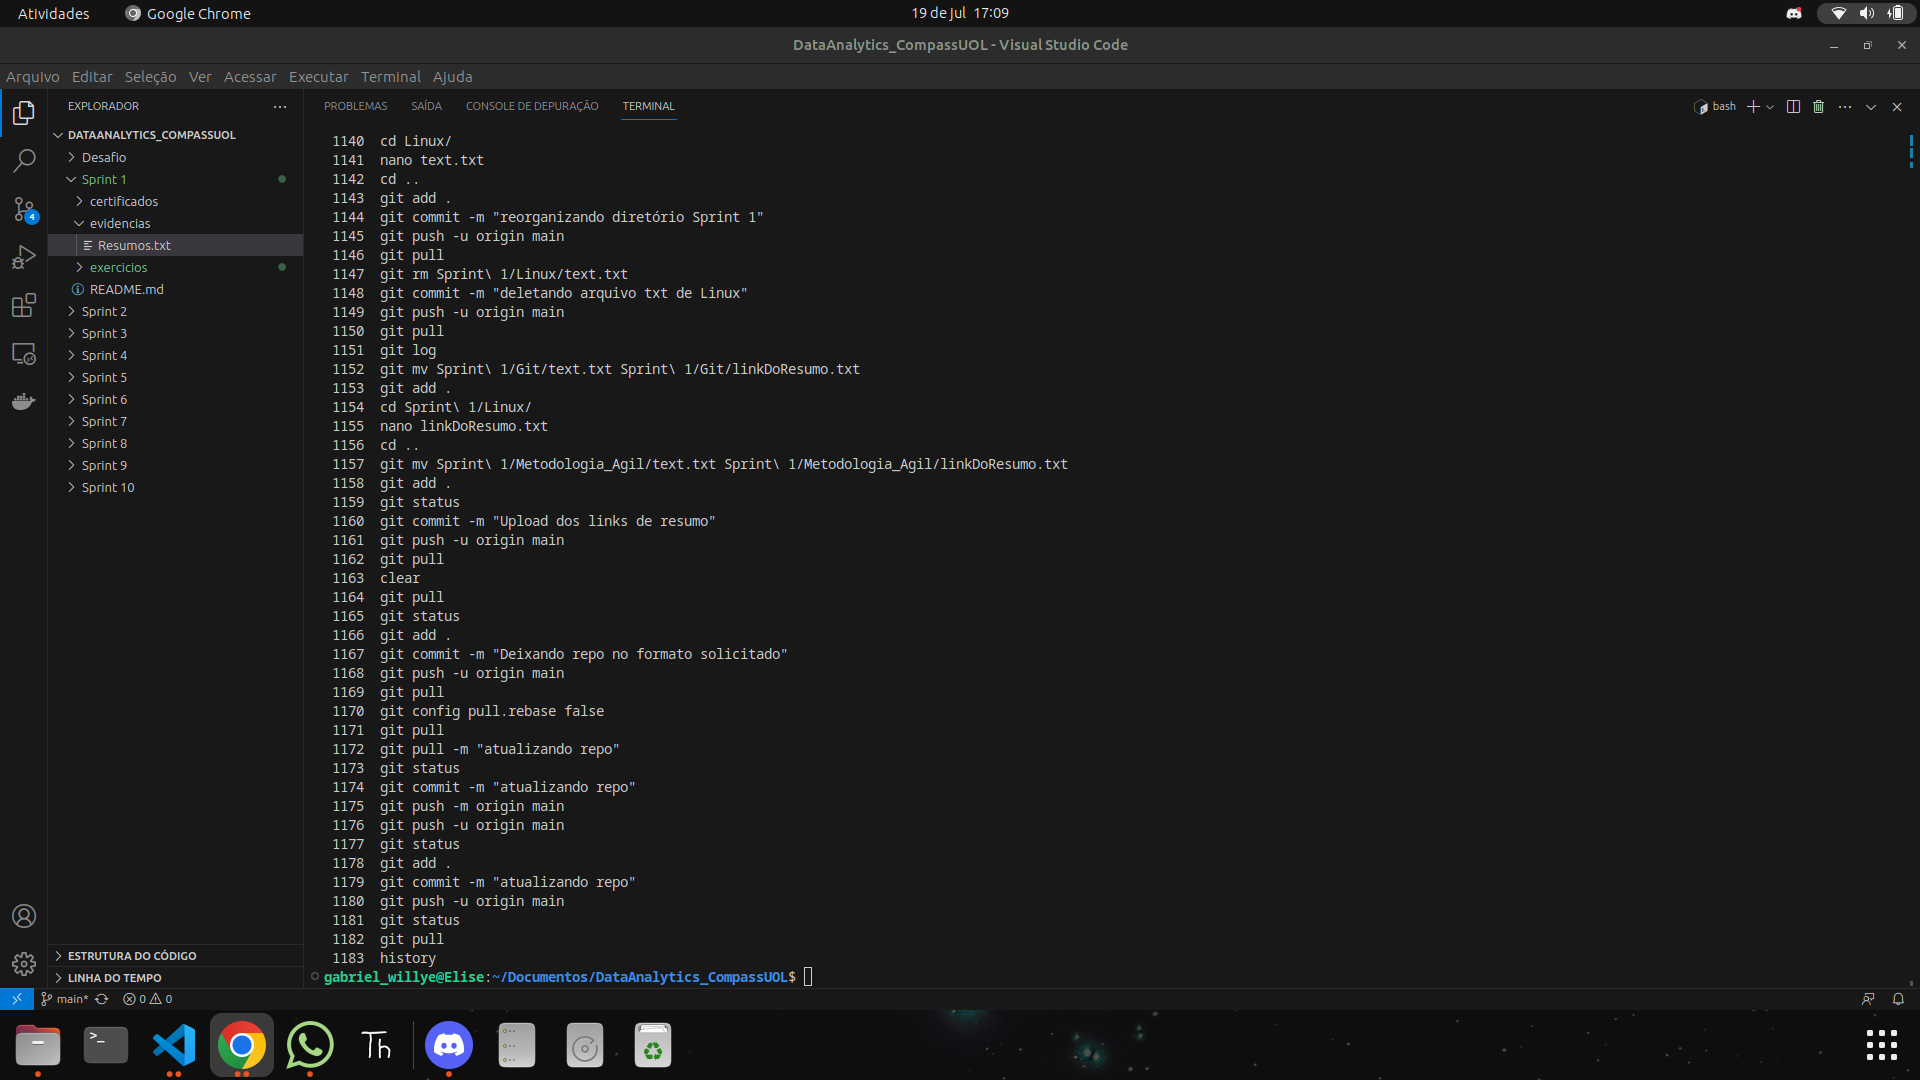 Atividades
Google Chrome
19 de jul 17:09
DataAnalytics_CompassUOL - Visual Studio Code
Arquivo Editar Seleção Ver Acessar Executar Terminal Ajuda
EXPLORADOR
DATAANALYTICS_COMPASSUOL
Desafio
Sprint 1
certificados
evidencias
Resumos.txt
exercicios
README.md
Sprint 2
Sprint 3
Sprint 4
Sprint 5
Sprint 6
Sprint 7
Sprint 8
Sprint 9
Sprint 10
ESTRUTURA DO CÓDIGO
LINHA DO TEMPO
4
PROBLEMAS SAÍDA CONSOLE DE DEPURAÇÃO TERMINAL
bash
1140 cd Linux/
1141 nano text.txt
1142 cd ..
1143 git add .
1144 git commit -m "reorganizando diretório Sprint 1"
1145 git push -u origin main
1146 git pull
1147 git rm Sprint\ 1/Linux/text.txt
1148 git commit -m "deletando arquivo txt de Linux"
1149 git push -u origin main
1150 git pull
1151 git log
1152 git mv Sprint\ 1/Git/text.txt Sprint\ 1/Git/linkDoResumo.txt
1153 git add .
1154 cd Sprint\ 1/Linux/
1155 nano linkDoResumo.txt
1156 cd ..
1157 git mv Sprint\ 1/Metodologia_Agil/text.txt Sprint\ 1/Metodologia_Agil/linkDoResumo.txt
1158 git add .
1159 git status
1160 git commit -m "Upload dos links de resumo"
1161 git push -u origin main
1162 git pull
1163 clear
1164 git pull
1165 git status
1166 git add .
1167 git commit -m "Deixando repo no formato solicitado"
1168 git push -u origin main
1169 git pull
1170 git config pull.rebase false
1171 git pull
1172 git pull -m "atualizando repo"
1173 git status
1174 git commit -m "atualizando repo"
1175 git push -m origin main
1176 git push -u origin main
1177 git status
1178 git add .
1179 git commit -m "atualizando repo"
1180 git push -u origin main
1181 git status
1182 git pull
1183 history
gabriel_willye@Elise:~/Documentos/DataAnalytics_CompassUOL$
main* 0 0
>_
Th